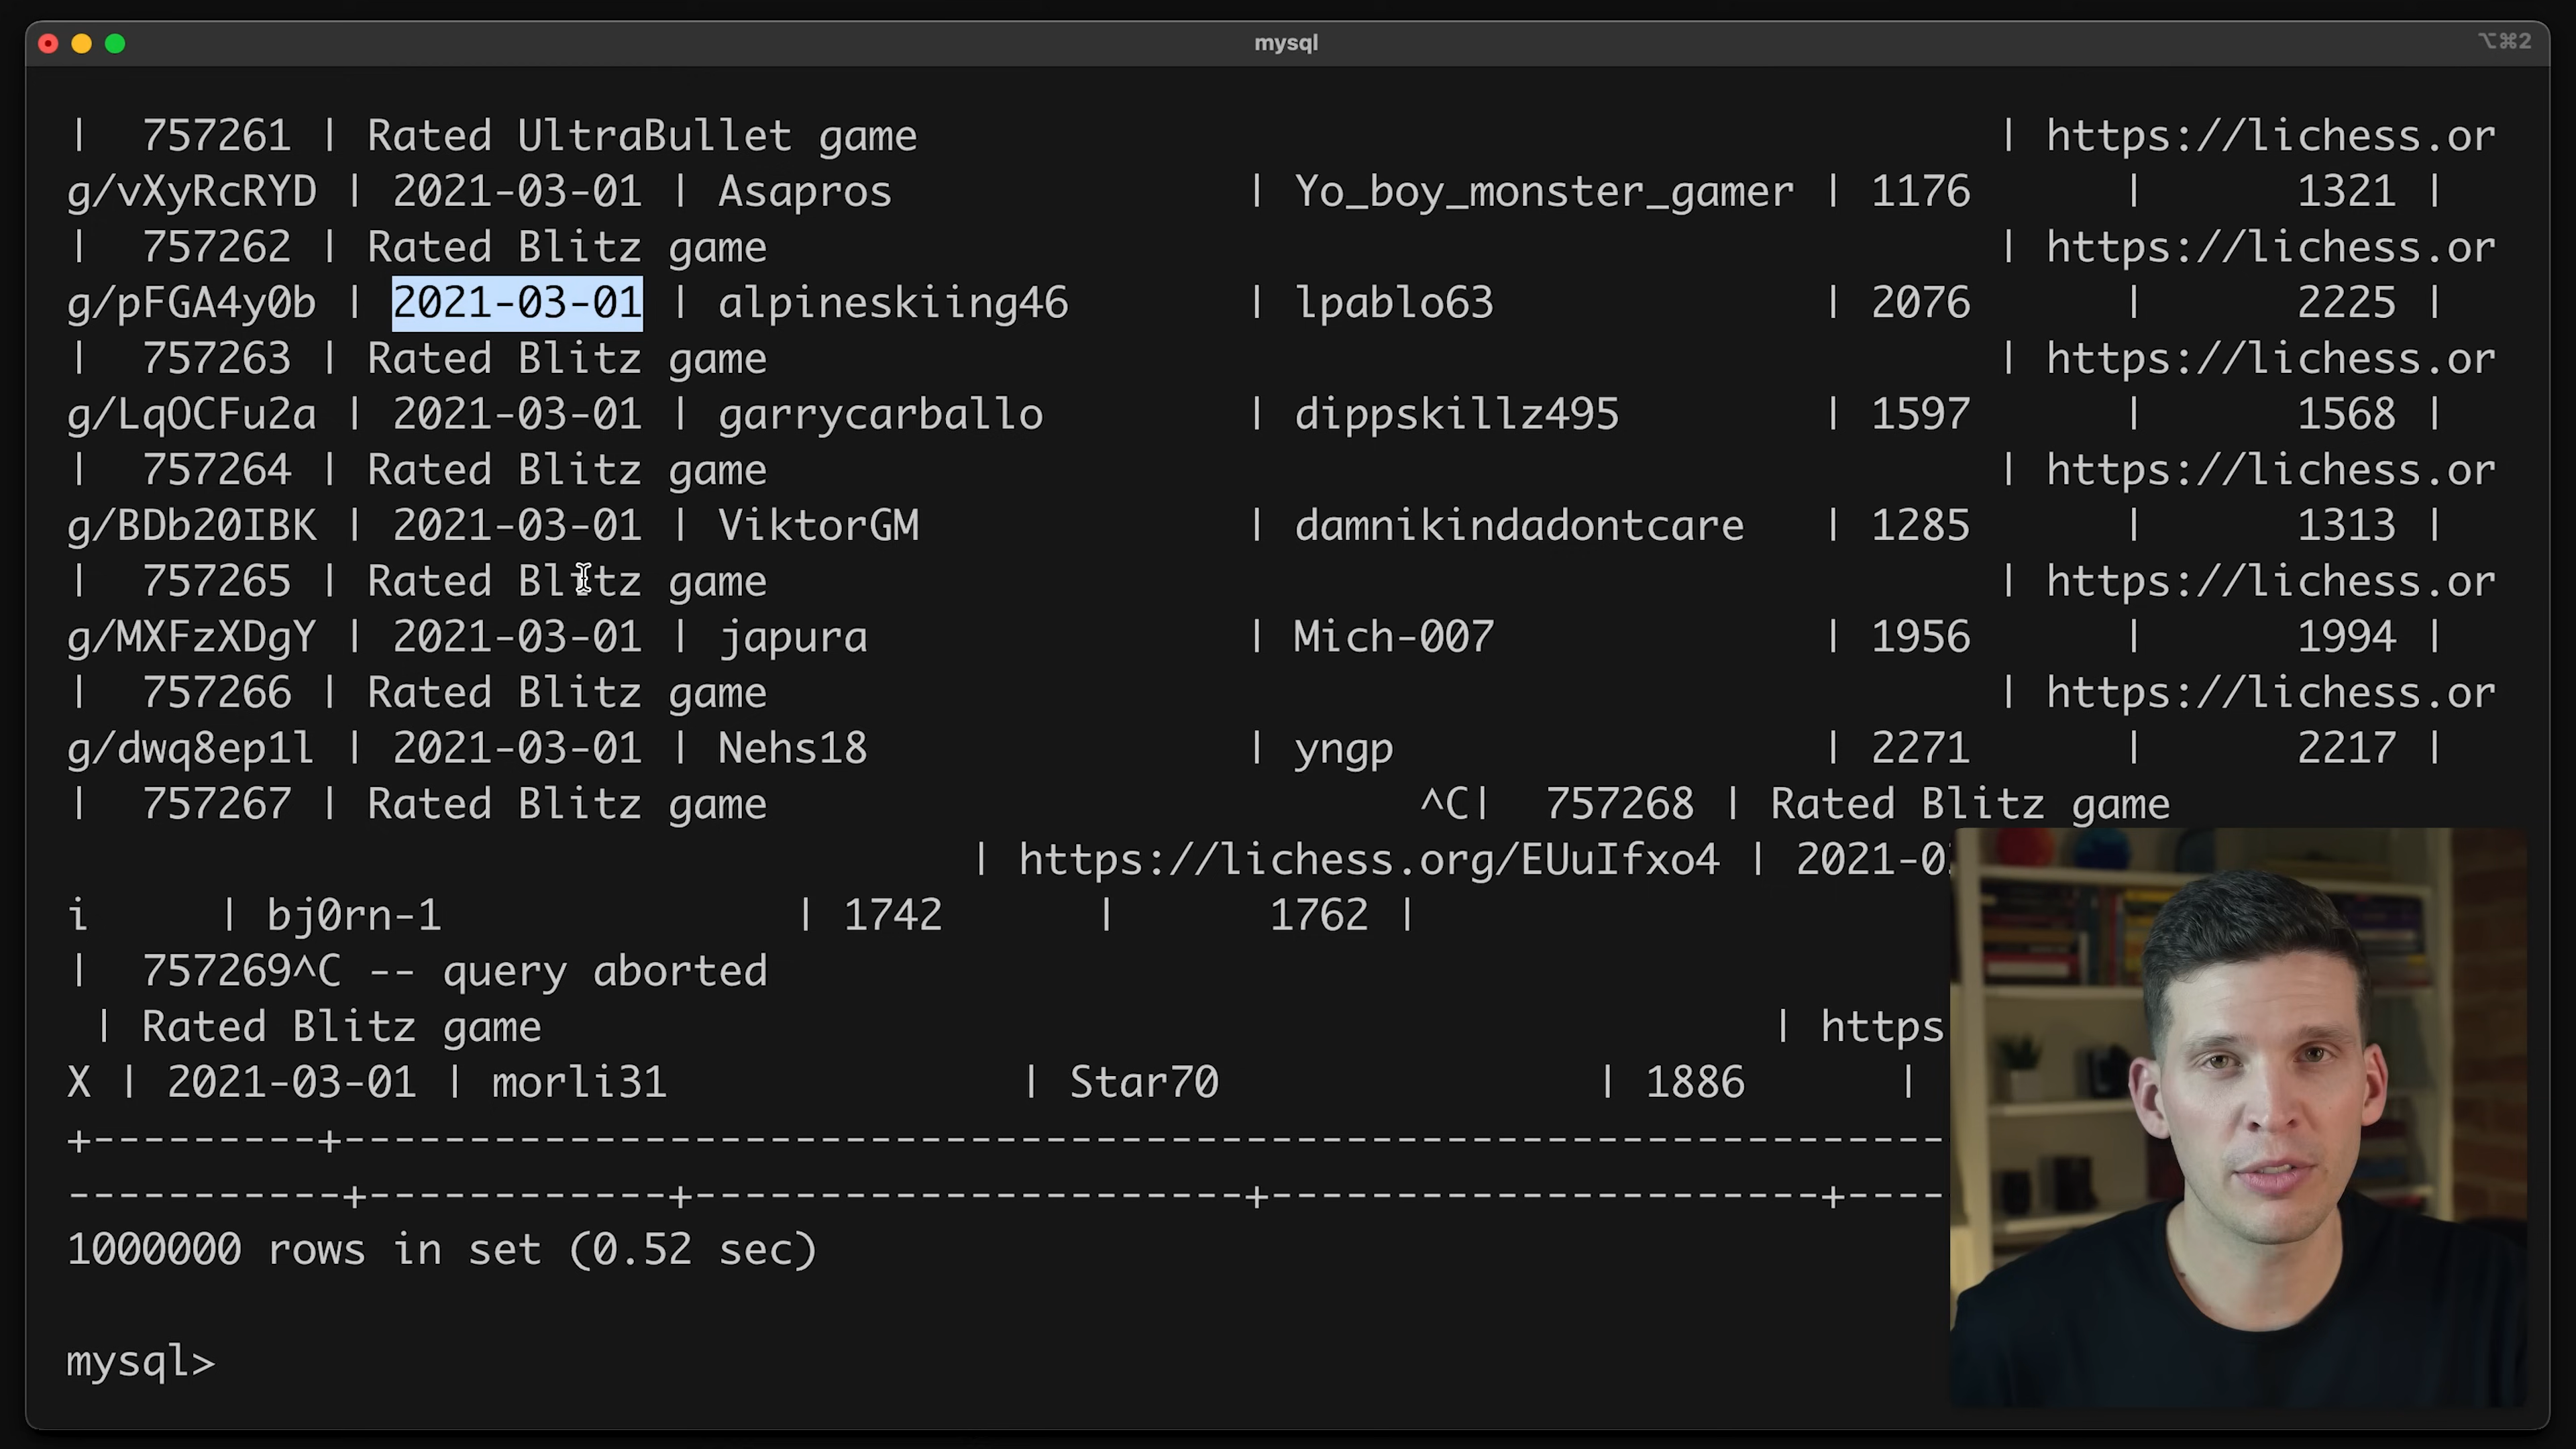 mysql
⌥⌘2
|  757261 | Rated UltraBullet game | https://lichess.or
g/vXyRcRYD | 2021-03-01 | Asapros | Yo_boy_monster_gamer | 1176 | 1321 |
|  757262 | Rated Blitz game | https://lichess.or
g/pFGA4y0b | 2021-03-01 | alpineskiing46 | lpablo63 | 2076 | 2225 |
|  757263 | Rated Blitz game | https://lichess.or
g/LqOCFu2a | 2021-03-01 | garrycarballo | dippskillz495 | 1597 | 1568 |
|  757264 | Rated Blitz game | https://lichess.or
g/BDb20IBK | 2021-03-01 | ViktorGM | damnikindadontcare | 1285 | 1313 |
|  757265 | Rated Blitz game | https://lichess.or
g/MXFzXDgY | 2021-03-01 | japura | Mich-007 | 1956 | 1994 |
|  757266 | Rated Blitz game | https://lichess.or
g/dwq8ep1l | 2021-03-01 | Nehs18 | yngp | 2271 | 2217 |
|  757267 | Rated Blitz game ^C|  757268 | Rated Blitz game
| https://lichess.org/EUuIfxo4 | 2021-0
i | bj0rn-1 | 1742 | 1762 |
|  757269^C -- query aborted
| Rated Blitz game | https
X | 2021-03-01 | morli31 | Star70 | 1886 |
+---------+----------------------------------------------------------------
-----------+------------+----------------------+----------------------+----
1000000 rows in set (0.52 sec)
mysql>